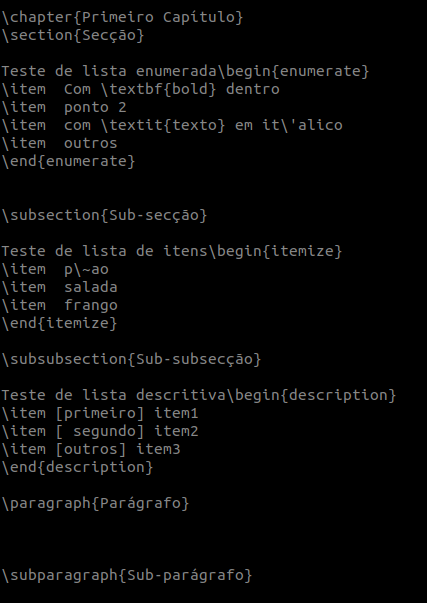 \chapter{Primeiro Capítulo}
\section{Secção}
Teste de lista enumerada\begin{enumerate}
\item  Com \textbf{bold} dentro
\item  ponto 2
\item  com \textit{texto} em it\'alico
\item  outros
\end{enumerate}
\subsection{Sub-secção}
Teste de lista de itens\begin{itemize}
\item  p\~ao
\item  salada
\item  frango
\end{itemize}
\subsubsection{Sub-subsecção}
Teste de lista descritiva\begin{description}
\item [primeiro] item1
\item [ segundo] item2
\item [outros] item3
\end{description}
\paragraph{Parágrafo}
\subparagraph{Sub-parágrafo}